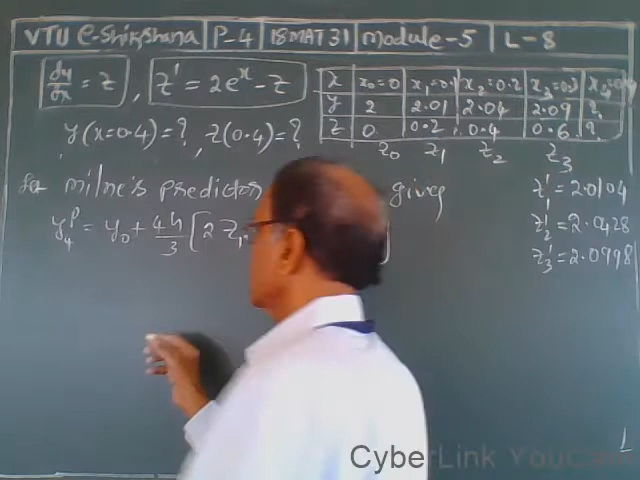 VTU e-Shikshana P-4 18MAT31 Module-5 L-8
dy/dx = z , z' = 2e^x - z
x x₀=0 x₁=0.1 x₂=0.2 x₃=0.3
y 2 2.01 2.04 2.09 ?
z 0 0.2 0.4 0.6 ?
y(x=0.4)=? , z(0.4)=?
z₀ z₁ z₂ z₃
milne's predictor gives
y₄ᴾ = y₀ + 4h/3 [2 z₁
z₁' = 2.0104
z₂' = 2.0428
z₃' = 2.0998
1
CyberLink YouCam